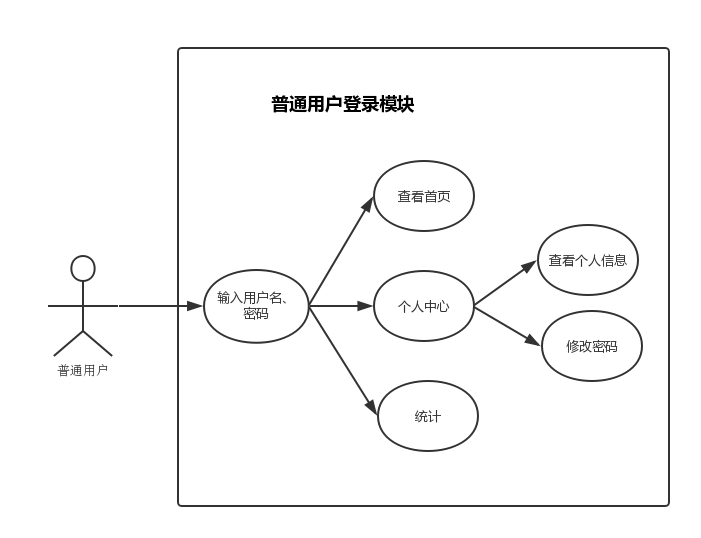 普通用户登录模块
查看首页
查看个人信息
输入用户名、
密码
个人中心
修改密码
普通用户
统计